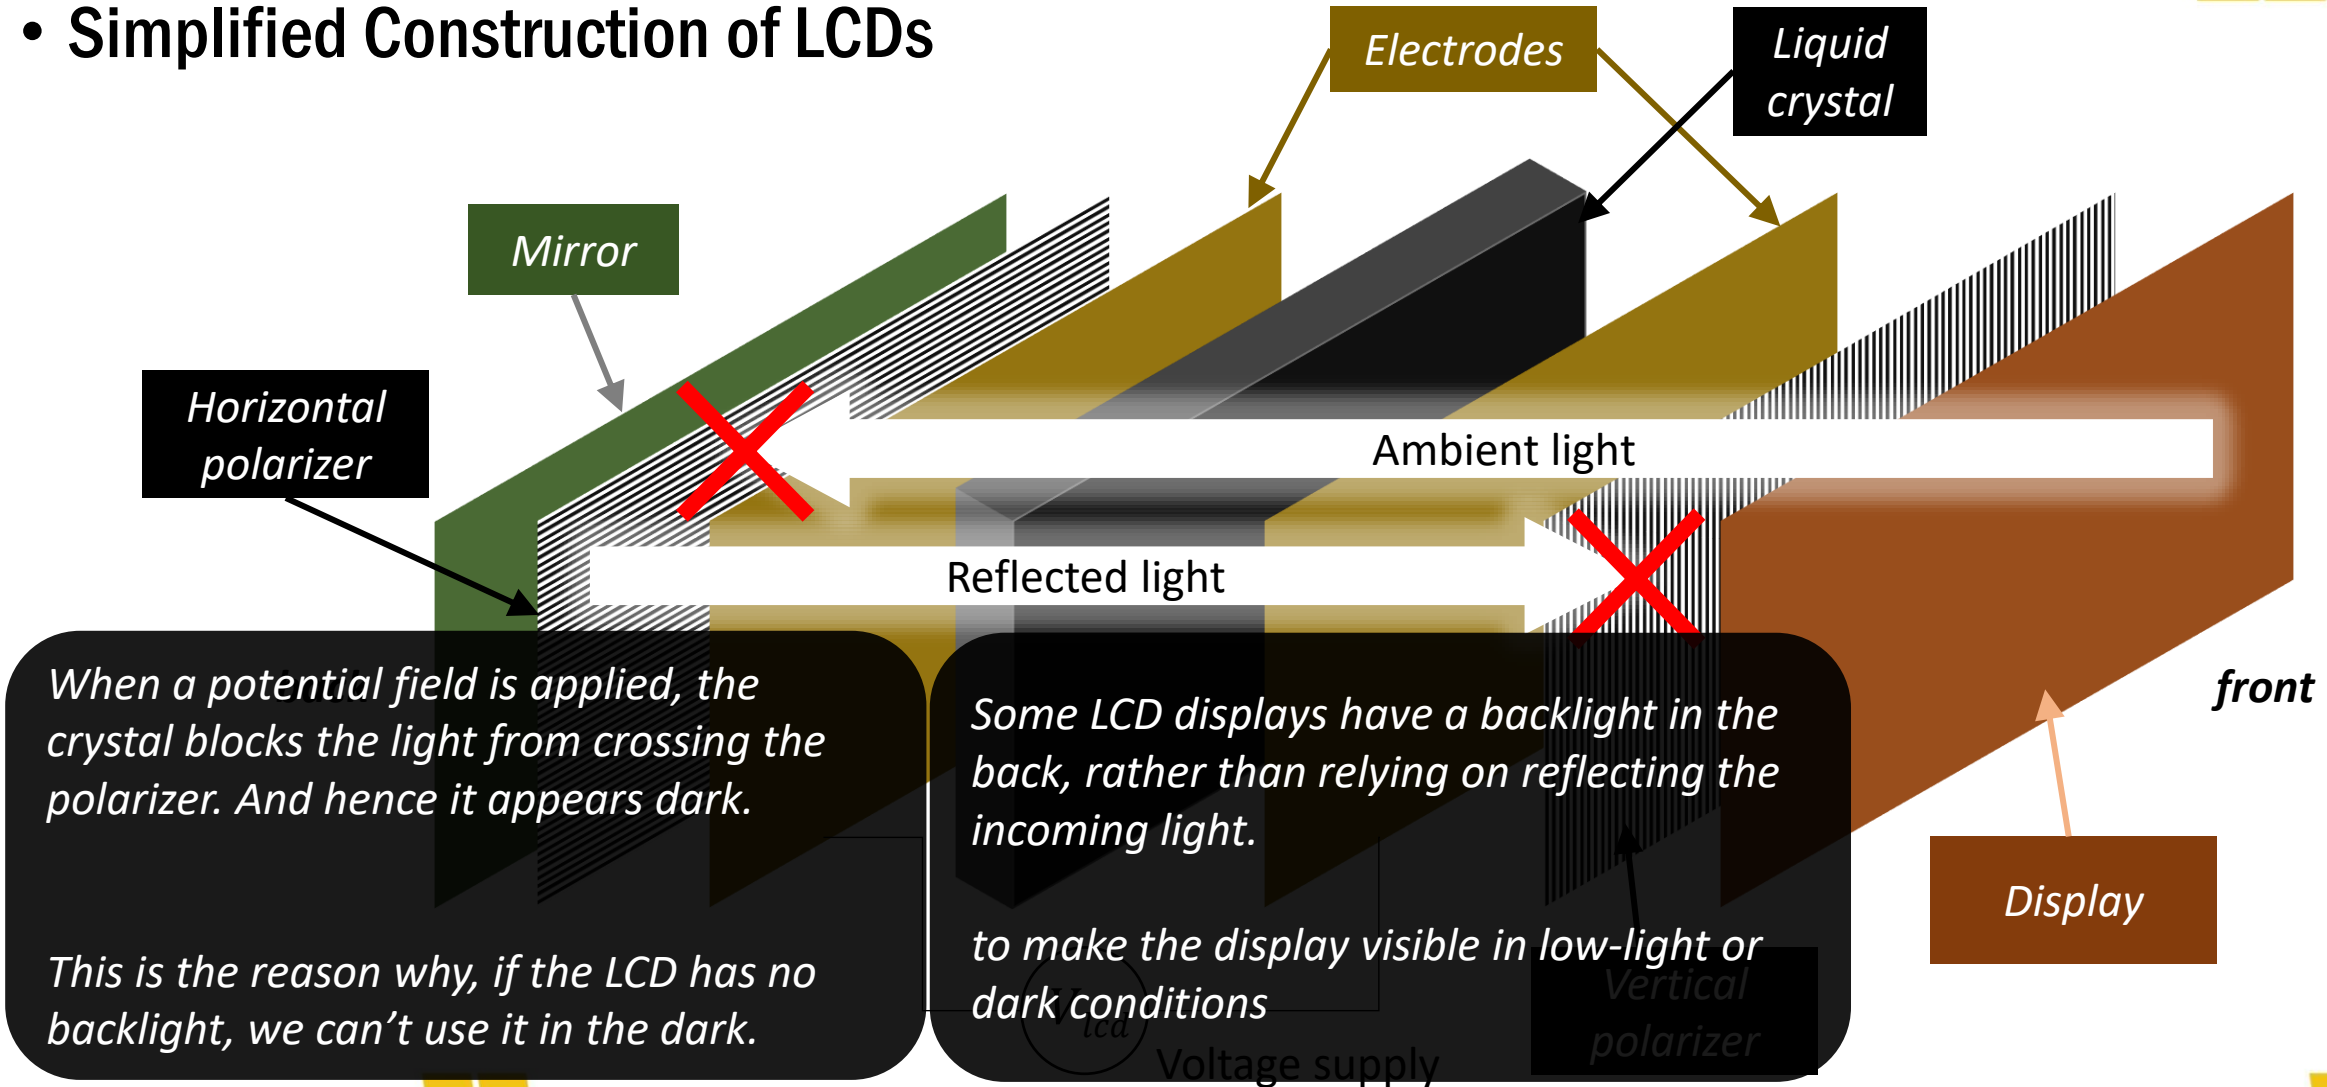 • Simplified Construction of LCDs
Electrodes
Liquid
crystal
Mirror
Horizontal
polarizer
Ambient light
Reflected light
When a potential field is applied, the
crystal blocks the light from crossing the
polarizer. And hence it appears dark.
This is the reason why, if the LCD has no
backlight, we can’t use it in the dark.
Some LCD displays have a backlight in the
back, rather than relying on reflecting the
incoming light.
to make the display visible in low-light or
dark conditions
front
Display
Vertical
polarizer
V lcd
Voltage supply